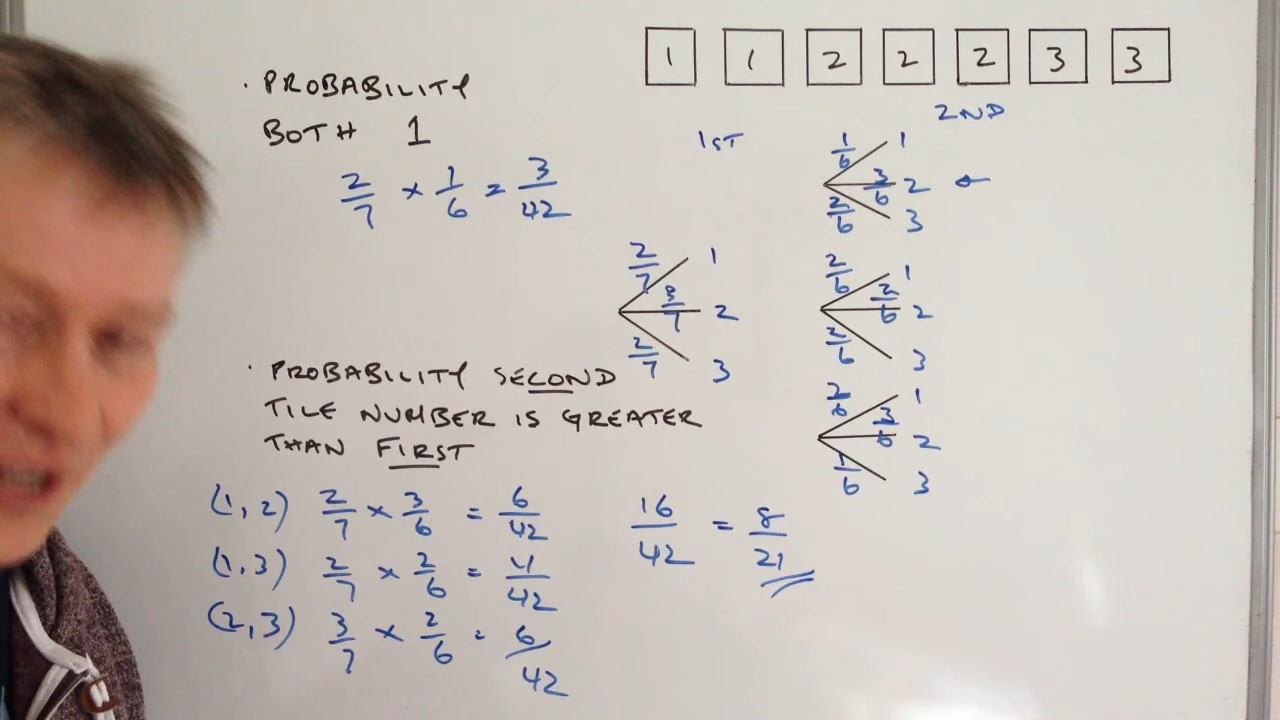 1 1 2 2 2 3 3
· PROBABILITY
BOTH 1
2/7 × 1/6 = 3/42
1ST
2ND
1/6 1
3/6 2 ←
2/6 3
2/7 1
3/7 2
2/7 3
2/6 1
2/6 2
2/6 3
2/6 1
3/6 2
1/6 3
· PROBABILITY SECOND
TILE NUMBER IS GREATER
THAN FIRST
(1,2) 2/7 × 3/6 = 6/42
(1,3) 2/7 × 2/6 = 4/42
(2,3) 3/7 × 2/6 = 6/42
16/42 = 8/21